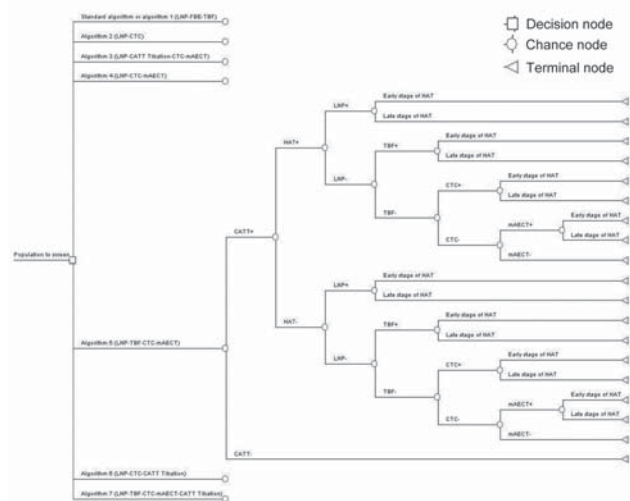 Standard algorithm or algorithm 1 (LNP-FBE-TBF)
Algorithm 2 (LNP-CTC)
Algorithm 3 (LNP-CATT Titration-CTC-mAECT)
Algorithm 4 (LNP-CTC-mAECT)
Decision node
Chance node
Terminal node
Early stage of HAT
LNP+
Late stage of HAT
HAT+
Early stage of HAT
TBF+
Late stage of HAT
LNP-
Early stage of HAT
CTC+
Late stage of HAT
TBF-
Early stage of HAT
mAECT+
Late stage of HAT
CTC-
mAECT-
CATT+
Population to screen
Early stage of HAT
LNP+
Late stage of HAT
HAT-
Early stage of HAT
TBF+
Late stage of HAT
Algorithm 5 (LNP-TBF-CTC-mAECT)
LNP-
Early stage of HAT
CTC+
Late stage of HAT
TBF-
Early stage of HAT
mAECT+
Late stage of HAT
CTC-
mAECT-
CATT-
Algorithm 6 (LNP-CTC-CATT Titration)
Algorithm 7 (LNP-TBF-CTC-mAECT-CATT Titration)